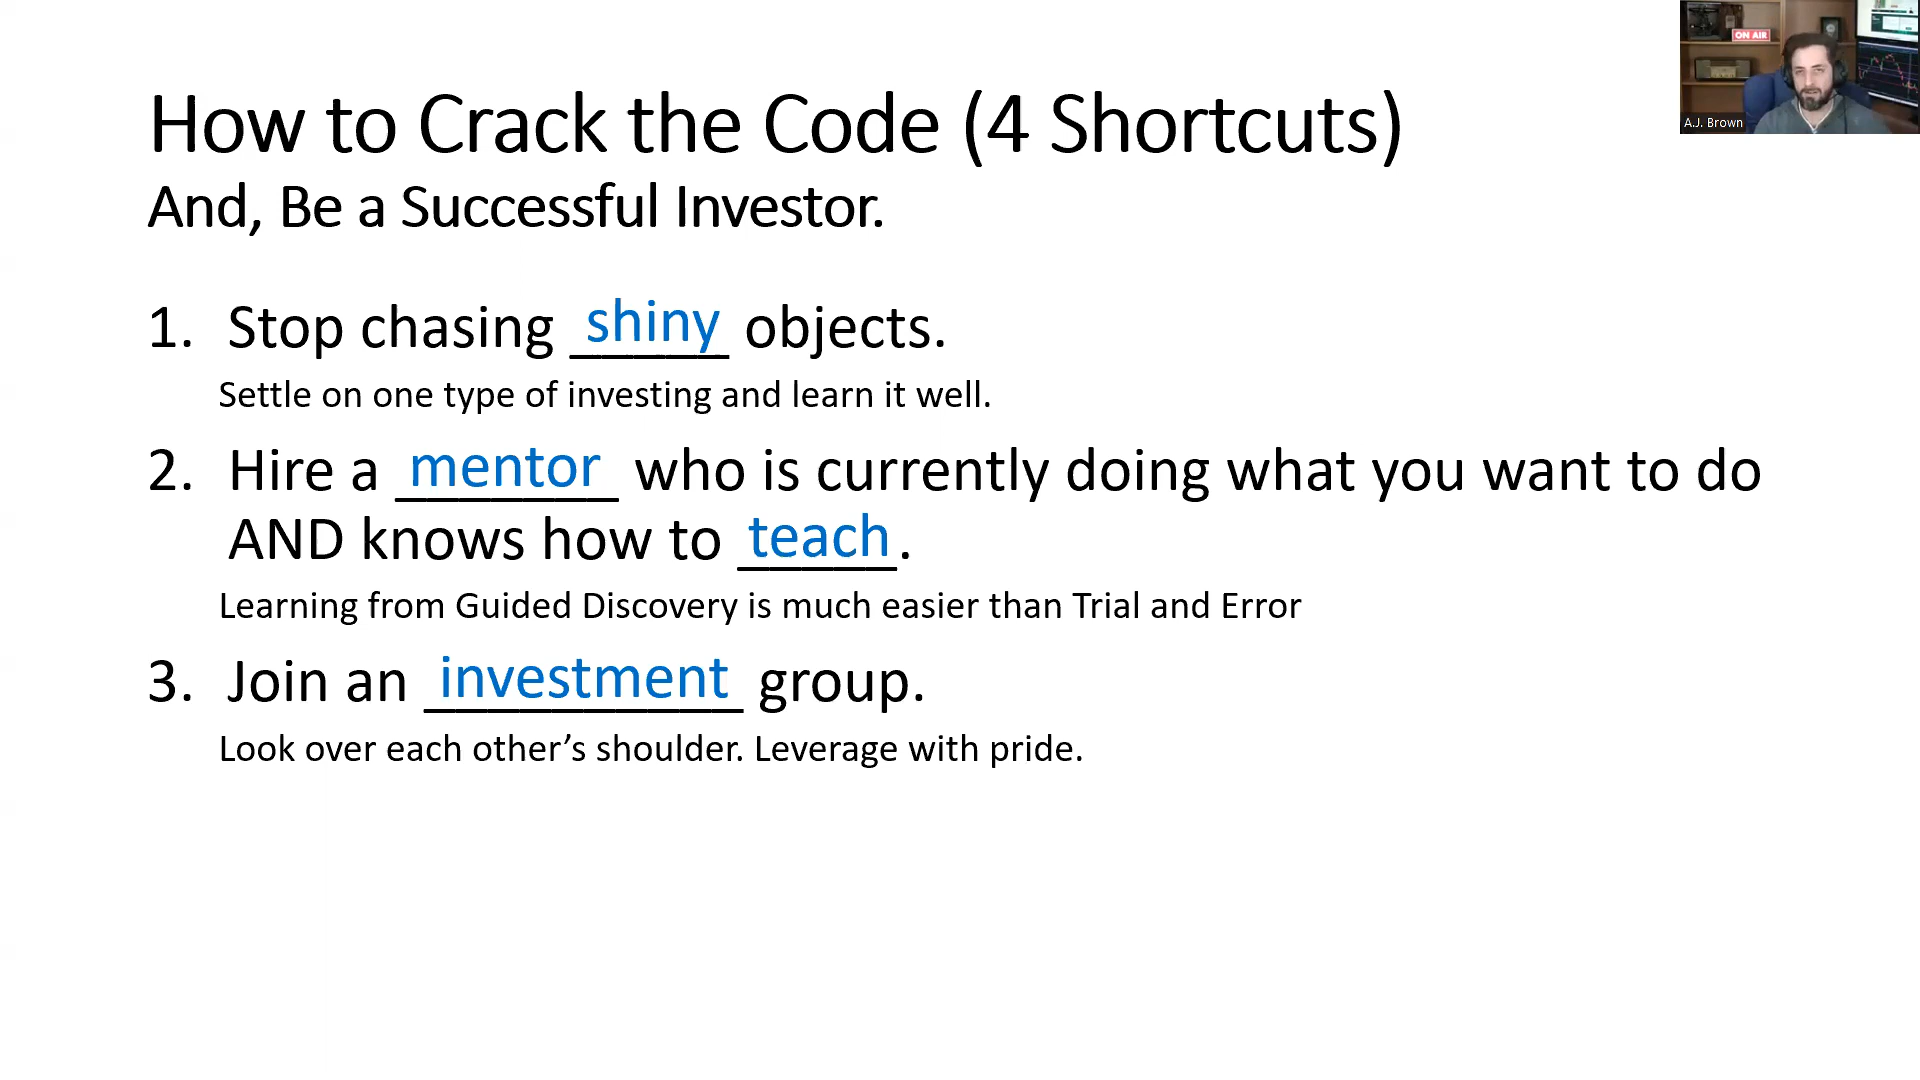 How to Crack the Code (4 Shortcuts)
And, Be a Successful Investor.
1. Stop chasing shiny objects.
Settle on one type of investing and learn it well.
2. Hire a mentor who is currently doing what you want to do
AND knows how to teach.
Learning from Guided Discovery is much easier than Trial and Error
3. Join an investment group.
Look over each other’s shoulder. Leverage with pride.
ON AIR
A.J. Brown